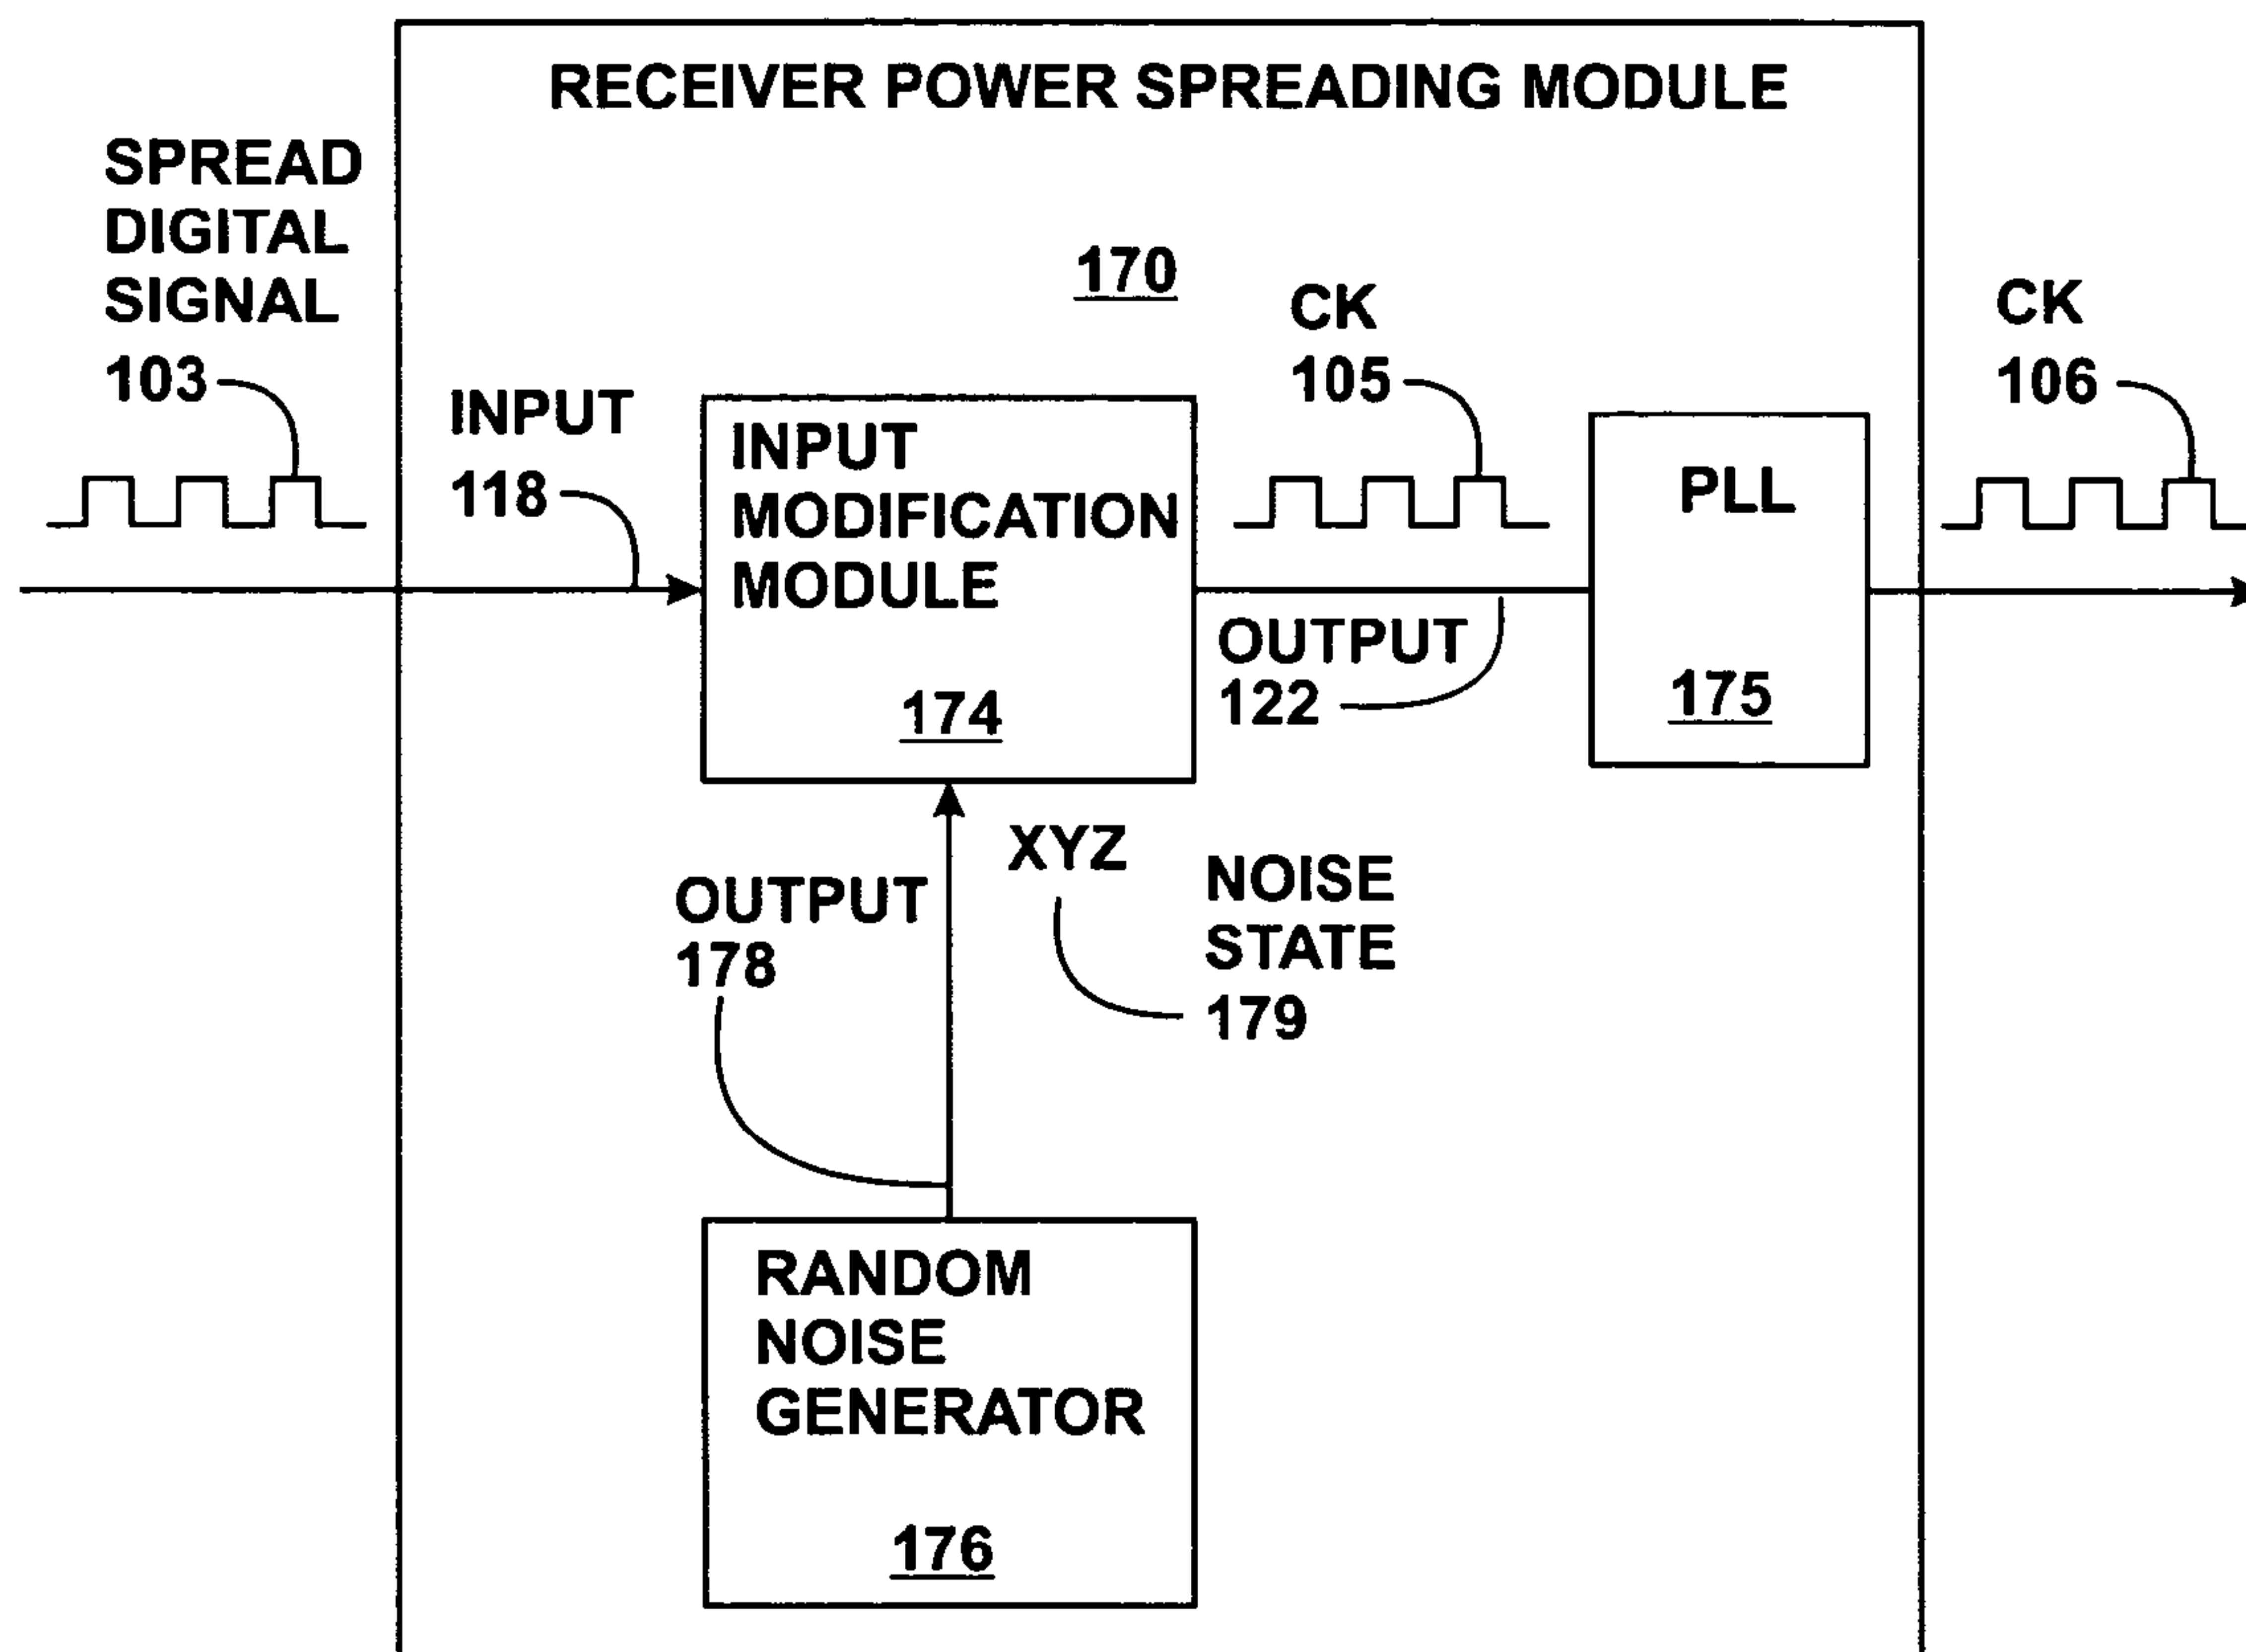 RECEIVER POWER SPREADING MODULE
170
SPREAD
DIGITAL
SIGNAL
103
INPUT
118
INPUT
MODIFICATION
MODULE
174
CK
105
OUTPUT
122
PLL
175
CK
106
OUTPUT
178
XYZ
NOISE
STATE
179
RANDOM
NOISE
GENERATOR
176